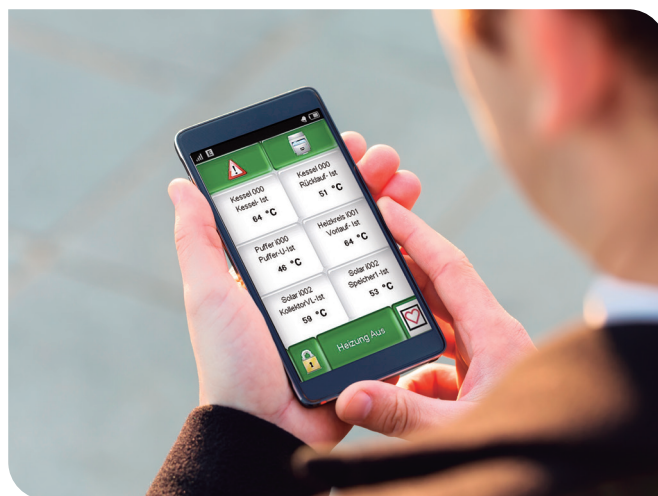 Kessel 000
Kessel- Ist
64 °C
Kessel 000
Rücklauf- Ist
51 °C
Puffer I000
Puffer-U-Ist
46 °C
Heizkreis I001
Vorlauf- Ist
64 °C
Solar I002
KollektorVL-Ist
59 °C
Solar I002
Speicher1-Ist
53 °C
Heizung Aus